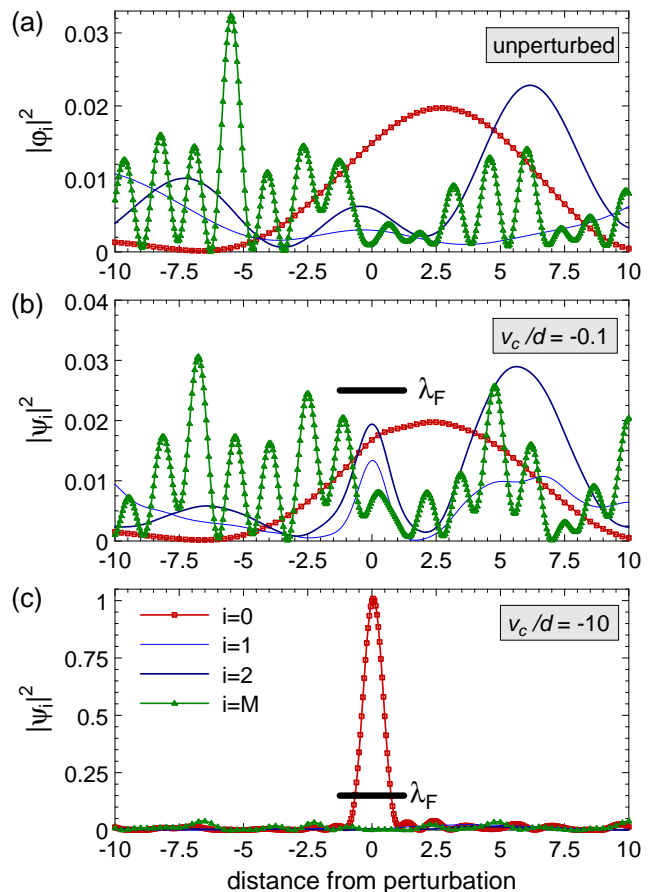 (a)
unperturbed
|φᵢ|²
0.03
0.02
0.01
0
-10 -7.5 -5 -2.5 0 2.5 5 7.5 10
(b)
v_c /d = -0.1
λ_F
|ψᵢ|²
0.04
0.03
0.02
0.01
0
-10 -7.5 -5 -2.5 0 2.5 5 7.5 10
(c)
v_c /d = -10
i=0
i=1
i=2
i=M
λ_F
|ψᵢ|²
1
0.75
0.5
0.25
0
-10 -7.5 -5 -2.5 0 2.5 5 7.5 10
distance from perturbation